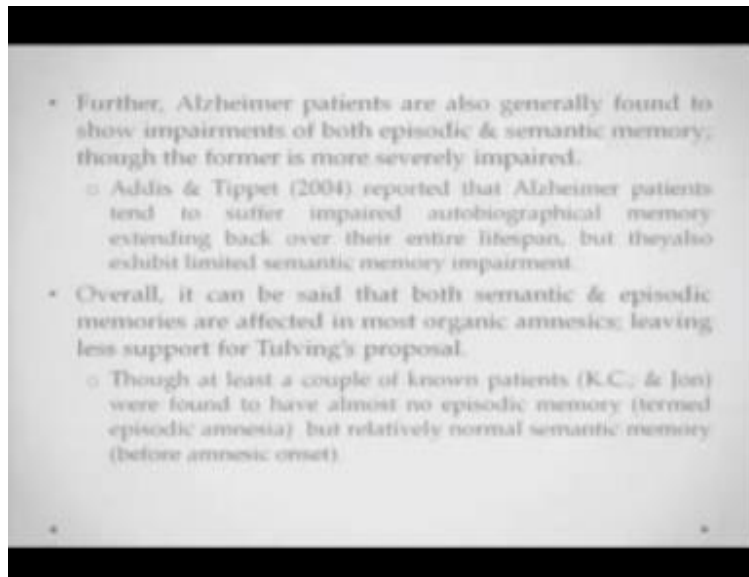 • Further, Alzheimer patients are also generally found to
show impairments of both episodic & semantic memory;
though the former is more severely impaired.
o Addis & Tippet (2004) reported that Alzheimer patients
tend to suffer impaired autobiographical memory
extending back over their entire lifespan, but theyalso
exhibit limited semantic memory impairment.
• Overall, it can be said that both semantic & episodic
memories are affected in most organic amnesics; leaving
less support for Tulving's proposal.
o Though at least a couple of known patients (K.C., & Jon)
were found to have almost no episodic memory (termed
episodic amnesia) but relatively normal semantic memory
(before amnesic onset)